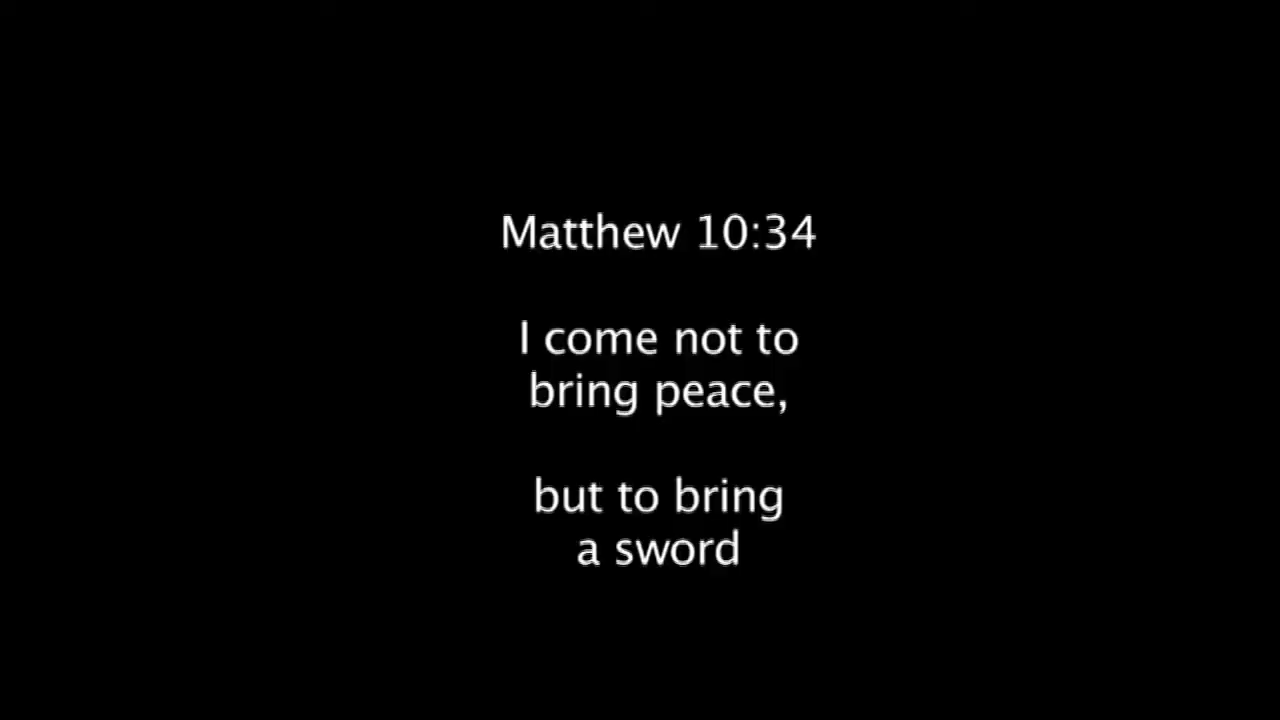 Matthew 10:34
I come not to
bring peace,
but to bring
a sword